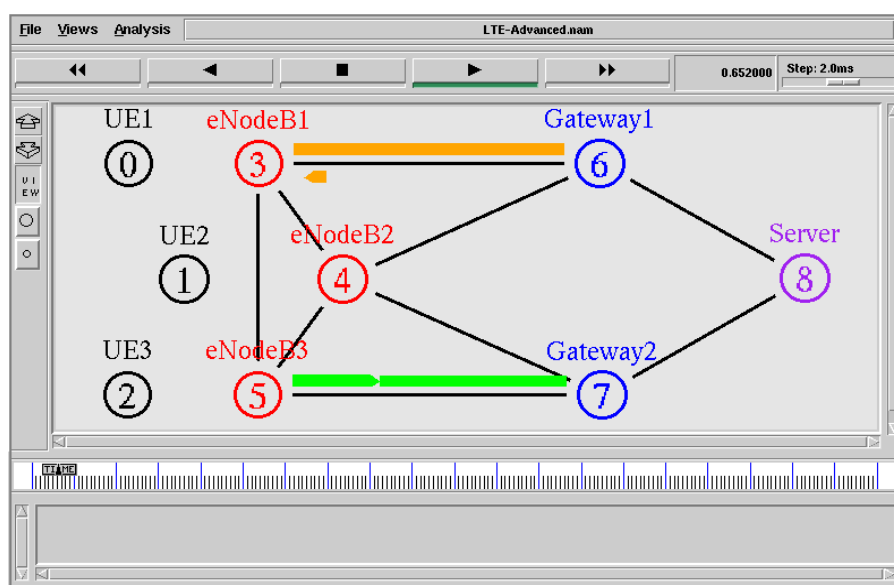 File Views Analysis LTE-Advanced.nam
0.652000 Step: 2.0ms
UE1 eNodeB1 Gateway1
0 3 6
V I
E W
UE2 eNodeB2 Server
1 4 8
UE3 eNodeB3 Gateway2
2 5 7
TIME